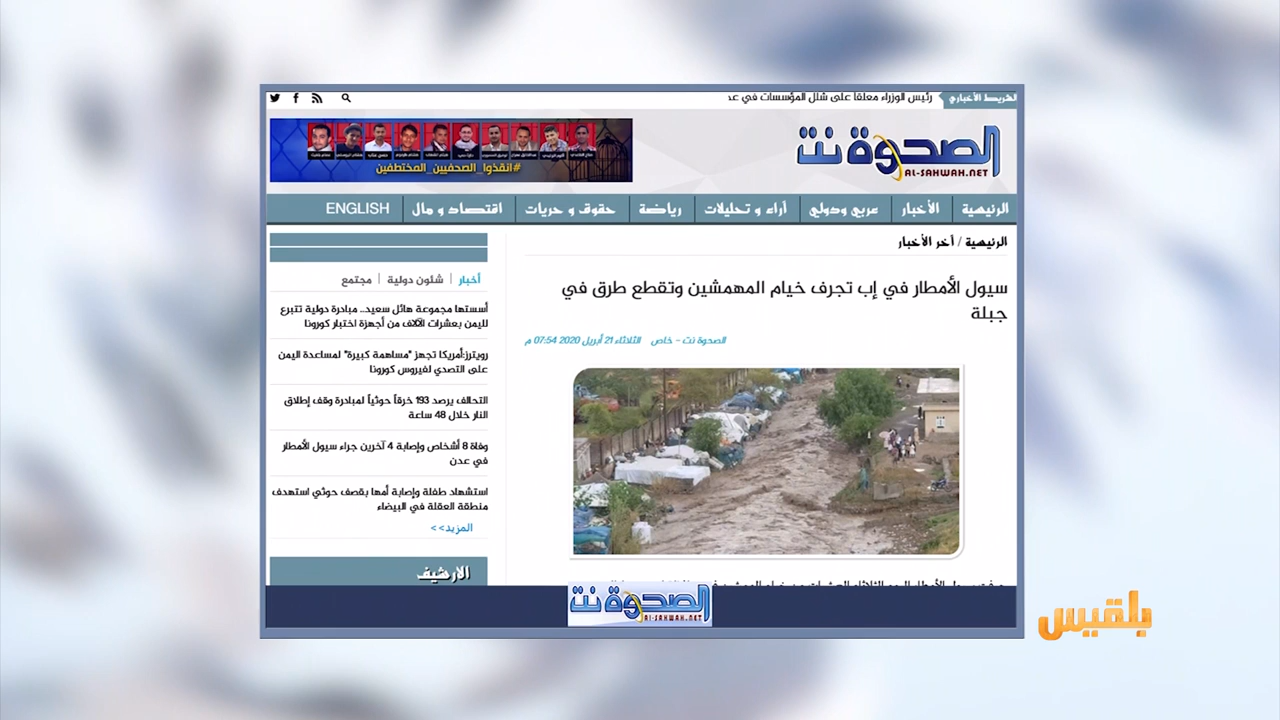 الشريط الأخباري
رئيس الوزراء معلقا على شلل المؤسسات في عد
الصحوة نت
AL-SAHWAH.NET
#انقذوا_الصحفيين_المختطفين
الرئيسية
الأخبار
عربي ودولي
أراء و تحليلات
رياضة
حقوق و حريات
اقتصاد و مال
ENGLISH
الرئيسية / أخر الأخبار
سيول الأمطار في إب تجرف خيام المهمشين وتقطع طرق في
جبلة
الصحوة نت - خاص
الثلاثاء 21 أبريل 2020 07:54 م
أخبار
شئون دولية
مجتمع
أسستها مجموعة هائل سعيد.. مبادرة دولية تتبرع
لليمن بعشرات الآلاف من أجهزة اختبار كورونا
رويترز:أمريكا تجهز "مساهمة كبيرة" لمساعدة اليمن
على التصدي لفيروس كورونا
التحالف يرصد 193 خرقاً حوثياً لمبادرة وقف إطلاق
النار خلال 48 ساعة
وفاة 8 أشخاص وإصابة 4 آخرين جراء سيول الأمطار
في عدن
استشهاد طفلة وإصابة أمها بقصف حوثي استهدف
منطقة العقلة في البيضاء
المزيد>>
الارشيف
الصحوة نت
AL-SAHWAH.NET
بلقيس